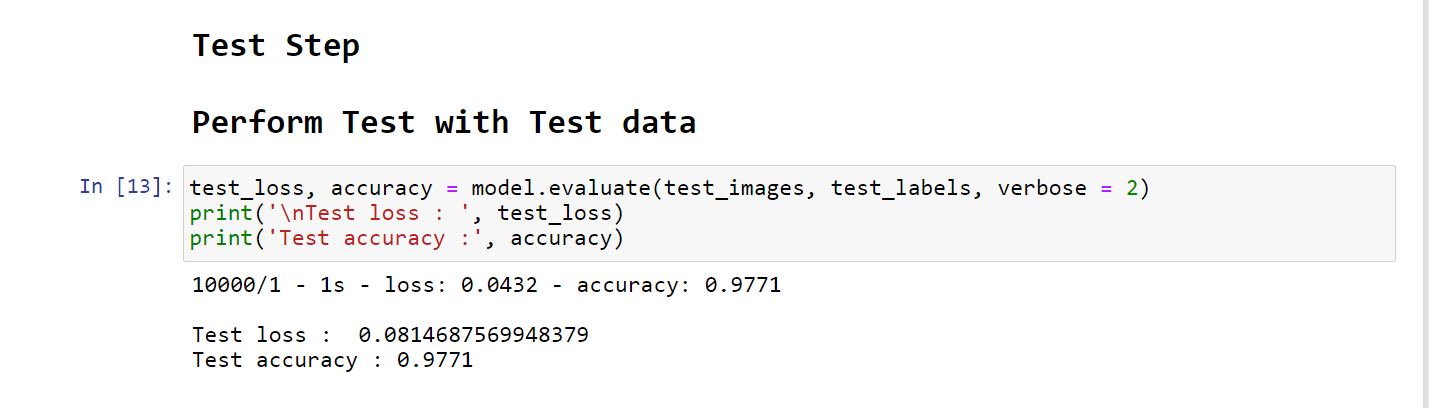 Test Step
Perform Test with Test data
In [13]: test_loss, accuracy = model.evaluate(test_images, test_labels, verbose = 2)
print('\nTest loss : ', test_loss)
print('Test accuracy :', accuracy)
10000/1 - 1s - loss: 0.0432 - accuracy: 0.9771
Test loss :  0.0814687569948379
Test accuracy : 0.9771